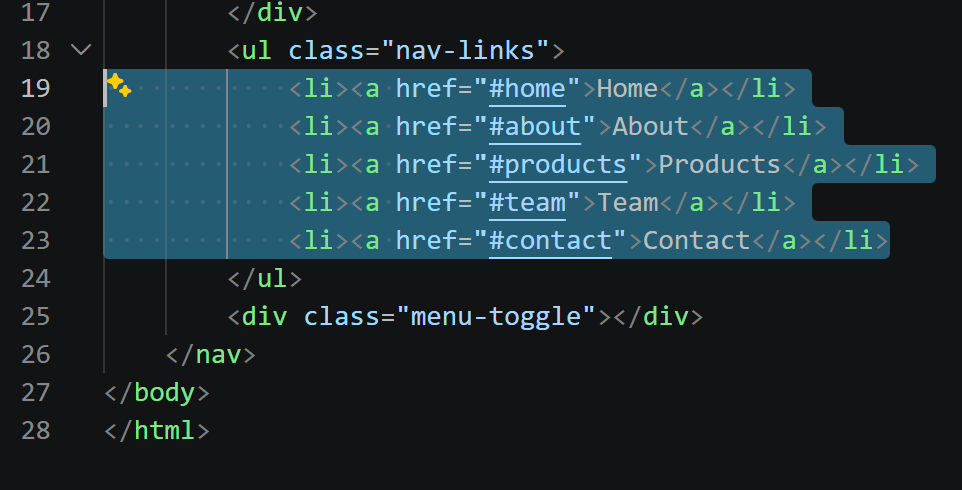 17 </div>
18 <ul class="nav-links">
19 <li><a href="#home">Home</a></li>
20 <li><a href="#about">About</a></li>
21 <li><a href="#products">Products</a></li>
22 <li><a href="#team">Team</a></li>
23 <li><a href="#contact">Contact</a></li>
24 </ul>
25 <div class="menu-toggle"></div>
26 </nav>
27 </body>
28 </html>